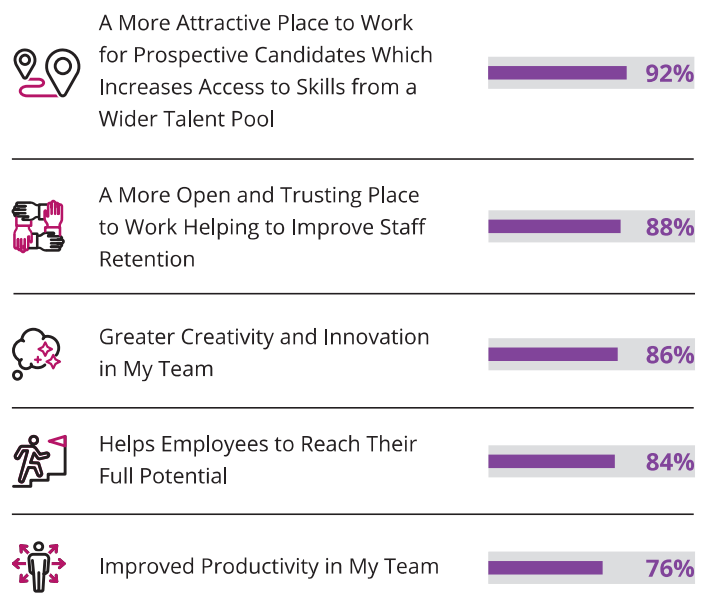 A More Attractive Place to Work
for Prospective Candidates Which
Increases Access to Skills from a
Wider Talent Pool
92%
A More Open and Trusting Place
to Work Helping to Improve Staff
Retention
88%
Greater Creativity and Innovation
in My Team
86%
Helps Employees to Reach Their
Full Potential
84%
Improved Productivity in My Team
76%